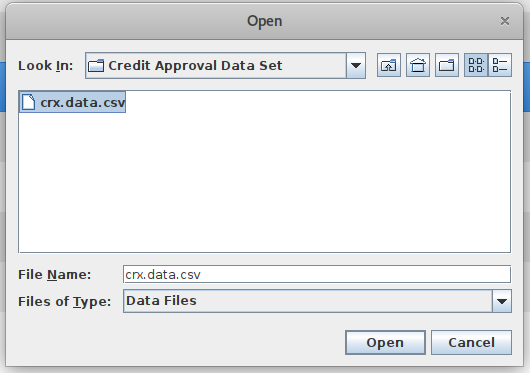 Open
Look In: Credit Approval Data Set
crx.data.csv
File Name: crx.data.csv
Files of Type: Data Files
Open Cancel